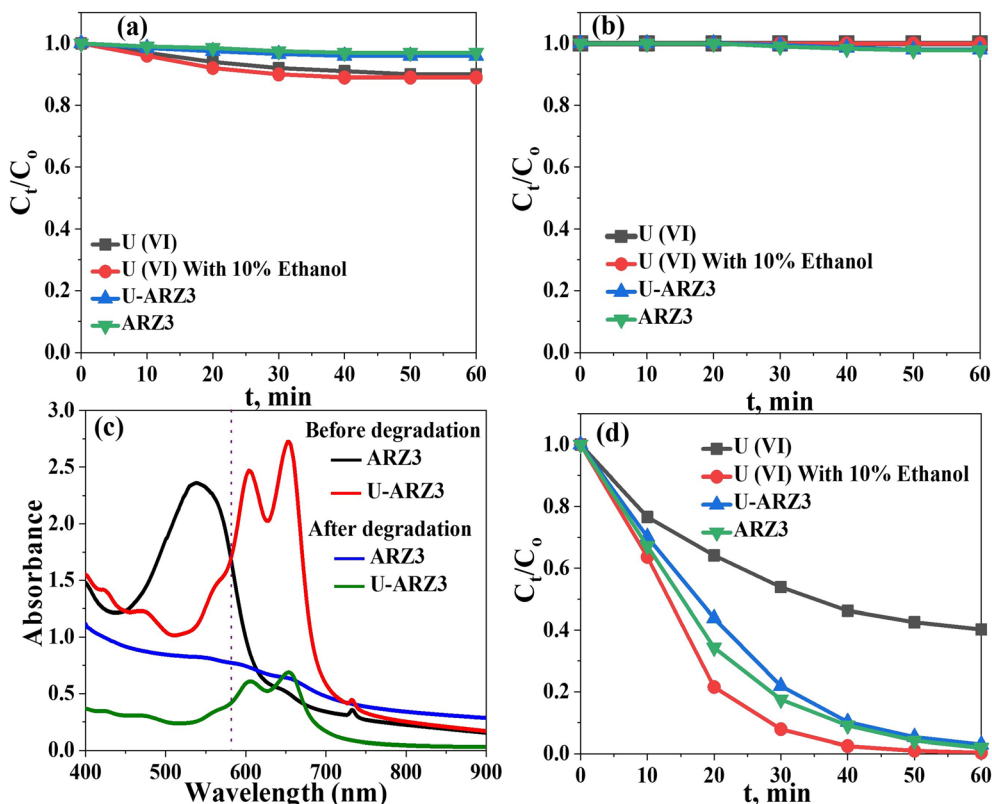 (a)
1.0
0.8
0.6
0.4
0.2
0.0
Ct/Co
U (VI)
U (VI) With 10% Ethanol
U-ARZ3
ARZ3
0 10 20 30 40 50 60
t, min
(b)
1.0
0.8
0.6
0.4
0.2
0.0
Ct/Co
U (VI)
U (VI) With 10% Ethanol
U-ARZ3
ARZ3
0 10 20 30 40 50 60
t, min
(c)
3.0
2.5
2.0
1.5
1.0
0.5
0.0
Absorbance
Before degradation
ARZ3
U-ARZ3
After degradation
ARZ3
U-ARZ3
400 500 600 700 800 900
Wavelength (nm)
(d)
1.0
0.8
0.6
0.4
0.2
0.0
Ct/Co
U (VI)
U (VI) With 10% Ethanol
U-ARZ3
ARZ3
0 10 20 30 40 50 60
t, min